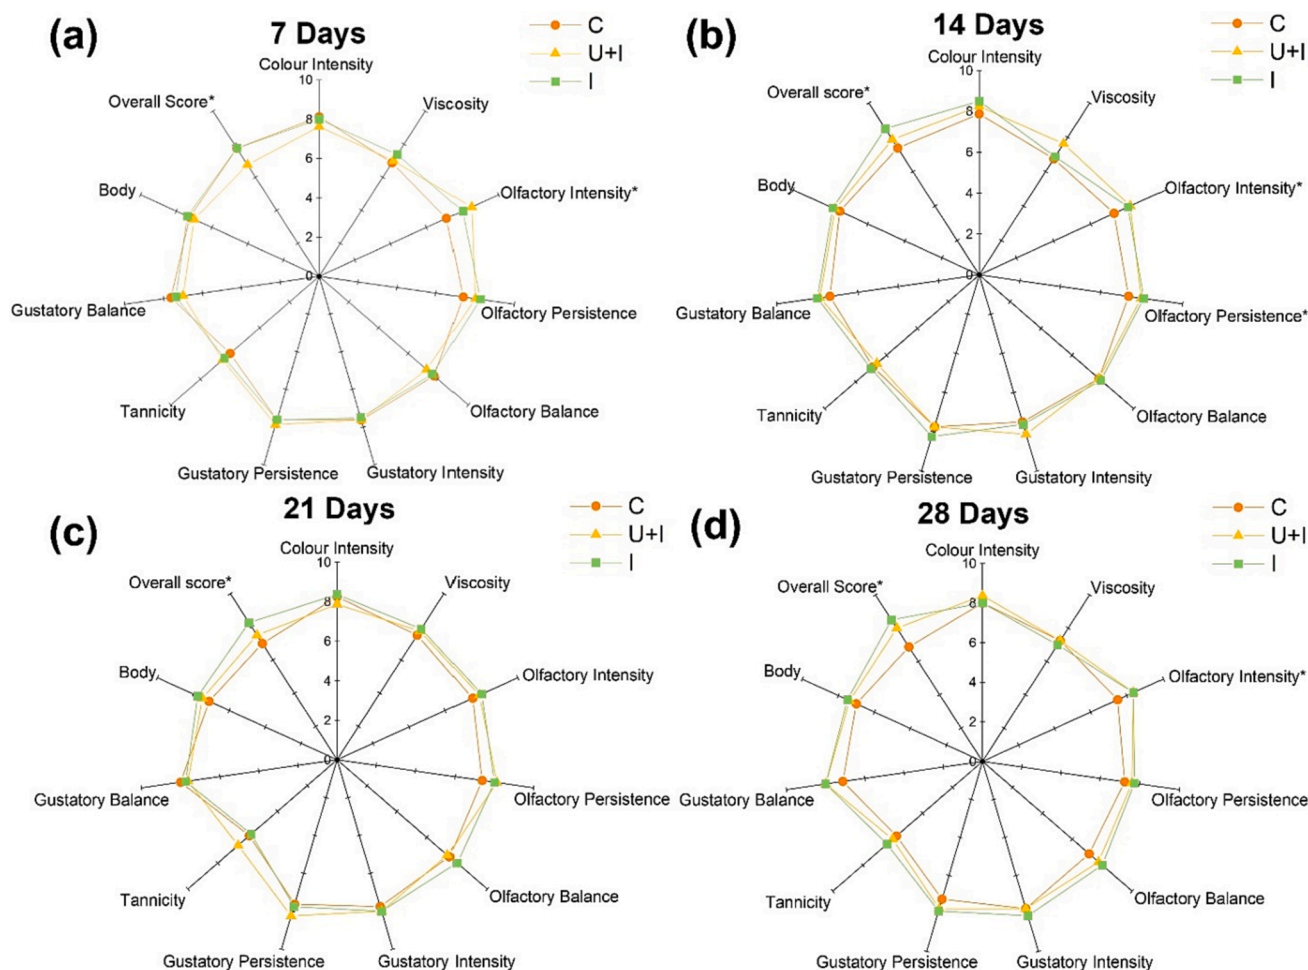 (a)
7 Days
C
U+I
I
Colour Intensity
Viscosity
Olfactory Intensity*
Olfactory Persistence
Olfactory Balance
Gustatory Intensity
Gustatory Persistence
Tannicity
Gustatory Balance
Body
Overall Score*
10
8
6
4
2
0
(b)
14 Days
C
U+I
I
Colour Intensity
Viscosity
Olfactory Intensity*
Olfactory Persistence*
Olfactory Balance
Gustatory Intensity
Gustatory Persistence
Tannicity
Gustatory Balance
Body
Overall score*
10
8
6
4
2
0
(c)
21 Days
C
U+I
I
Colour Intensity
Viscosity
Olfactory Intensity
Olfactory Persistence
Olfactory Balance
Gustatory Intensity
Gustatory Persistence
Tannicity
Gustatory Balance
Body
Overall score*
10
8
6
4
2
0
(d)
28 Days
C
U+I
I
Colour Intensity
Viscosity
Olfactory Intensity*
Olfactory Persistence
Olfactory Balance
Gustatory Intensity
Gustatory Persistence
Tannicity
Gustatory Balance
Body
Overall Score*
10
8
6
4
2
0